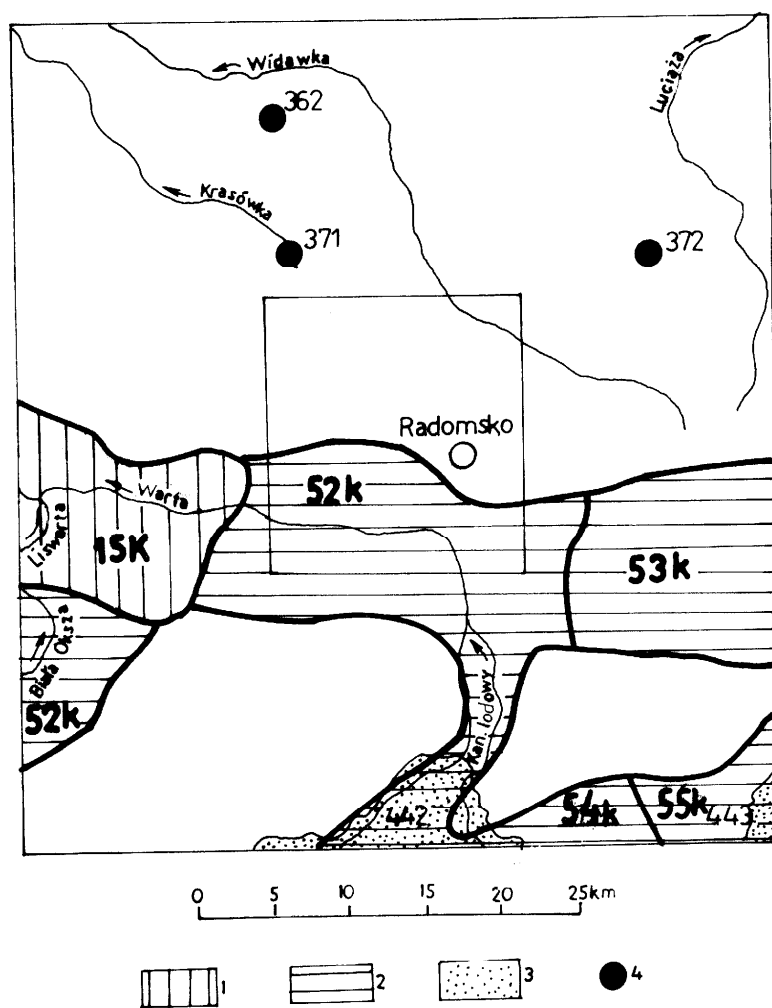 Widawka
Luciąża
362
Krasówka
371
372
Radomsko
52k
Warta
Liswarta
15K
53k
Biała Oksza
52k
Kan. lodowy
442
54k
55k
443
0 5 10 15 20 25km
1 2 3 4